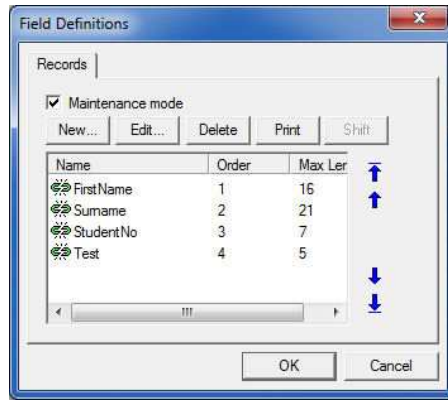 Field Definitions
Records
Maintenance mode
New... Edit... Delete Print Shift
Name Order Max Ler
FirstName 1 16
Surname 2 21
StudentNo 3 7
Test 4 5
OK Cancel